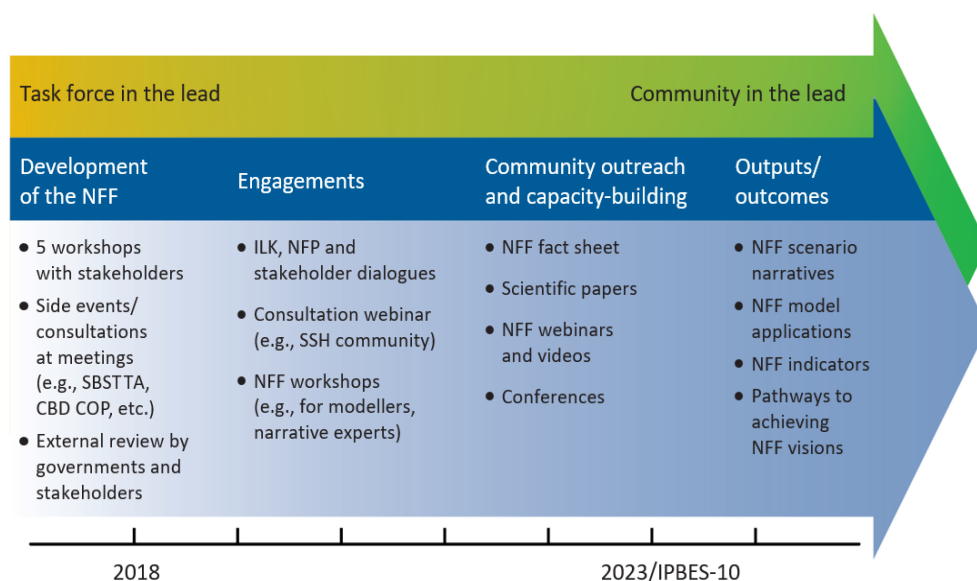 Task force in the lead
Community in the lead
Development
of the NFF
Engagements
Community outreach
and capacity-building
Outputs/
outcomes
• 5 workshops
with stakeholders
• Side events/
consultations
at meetings
(e.g., SBSTTA,
CBD COP, etc.)
• External review by
governments and
stakeholders
• ILK, NFP and
stakeholder dialogues
• Consultation webinar
(e.g., SSH community)
• NFF workshops
(e.g., for modellers,
narrative experts)
• NFF fact sheet
• Scientific papers
• NFF webinars
and videos
• Conferences
• NFF scenario
narratives
• NFF model
applications
• NFF indicators
• Pathways to
achieving
NFF visions
2018
2023/IPBES-10